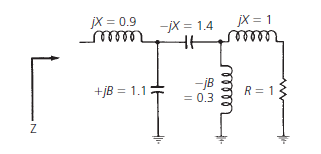 jX = 0.9
−jX = 1.4
jX = 1
+jB = 1.1
−jB
= 0.3
R = 1
Z